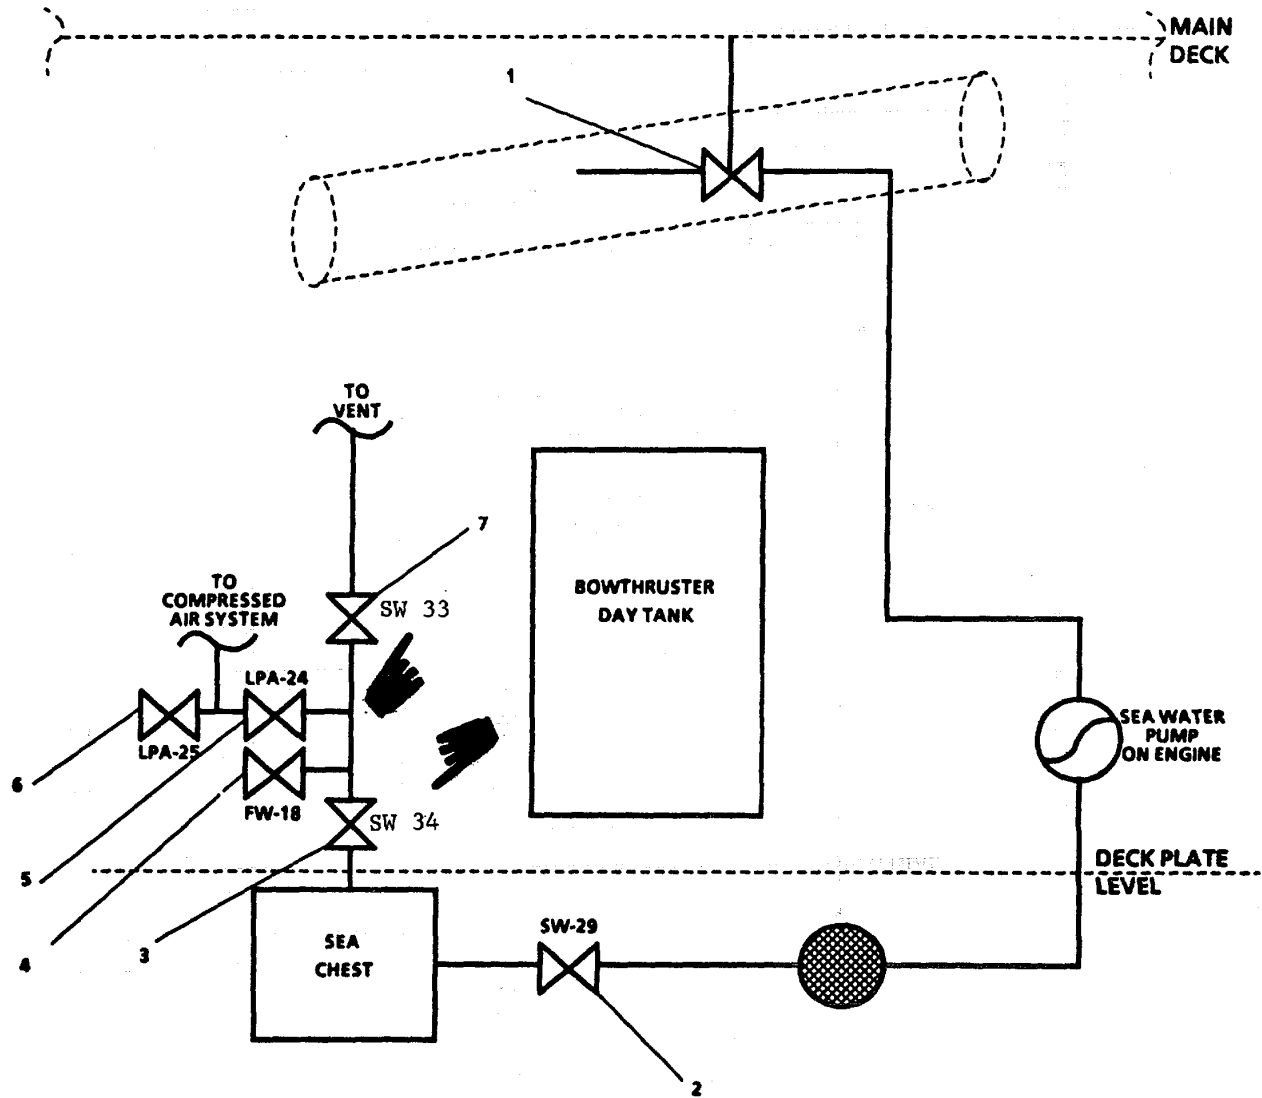 MAIN
DECK
1
TO
VENT
7
TO
COMPRESSED
AIR SYSTEM
SW 33
BOWTHRUSTER
DAY TANK
LPA-24
LPA-25
SEA WATER
PUMP
ON ENGINE
6
FW-18
SW 34
DECK PLATE
LEVEL
5
4
3
SEA
CHEST
SW-29
2